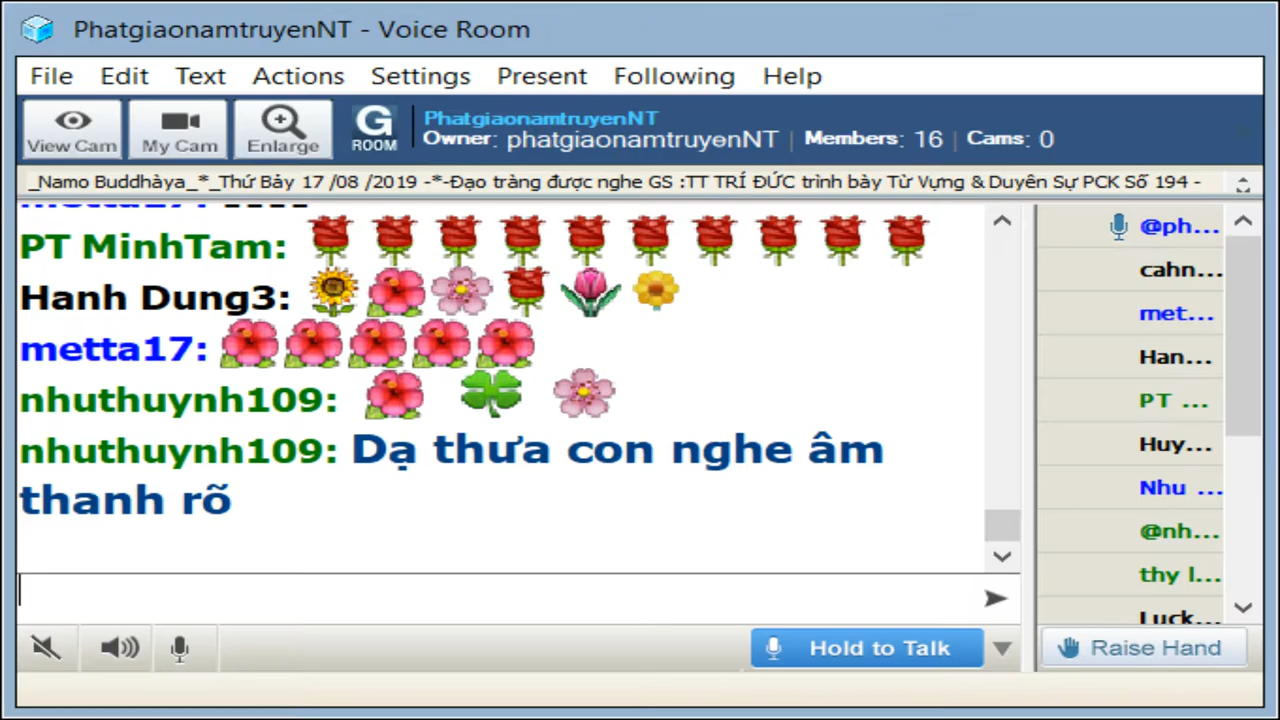 PhatgiaonamtruyenNT - Voice Room
File Edit Text Actions Settings Present Following Help
View Cam My Cam Enlarge G ROOM
PhatgiaonamtruyenNT
Owner: phatgiaonamtruyenNT | Members: 16 | Cams: 0
_Namo Buddhàya_*_Thứ Bảy 17 /08 /2019 -*-Đạo tràng được nghe GS :TT TRÍ ĐỨC trình bày Từ Vựng & Duyên Sự PCK Số 194 -
PT MinhTam:
Hanh Dung3:
metta17:
nhuthuynh109:
nhuthuynh109: Dạ thưa con nghe âm
thanh rõ
@ph...
cahn...
met...
Han...
PT ...
Huy...
Nhu ...
@nh...
thy l...
Luck...
Hold to Talk
Raise Hand